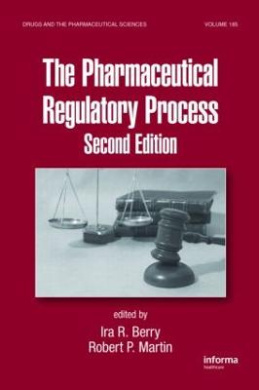 DRUGS AND THE PHARMACEUTICAL SCIENCES VOLUME 185
The Pharmaceutical
Regulatory Process
Second Edition
edited by
Ira R. Berry
Robert P. Martin
informa
healthcare